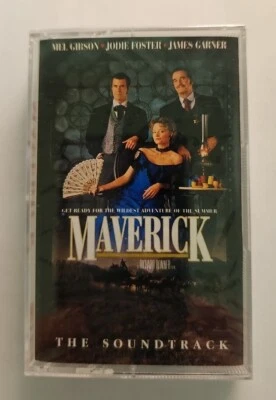 MEL GIBSON • JODIE FOSTER • JAMES GARNER
GET READY FOR THE WILDEST ADVENTURE OF THE SUMMER.
MAVERICK
THE SOUNDTRACK